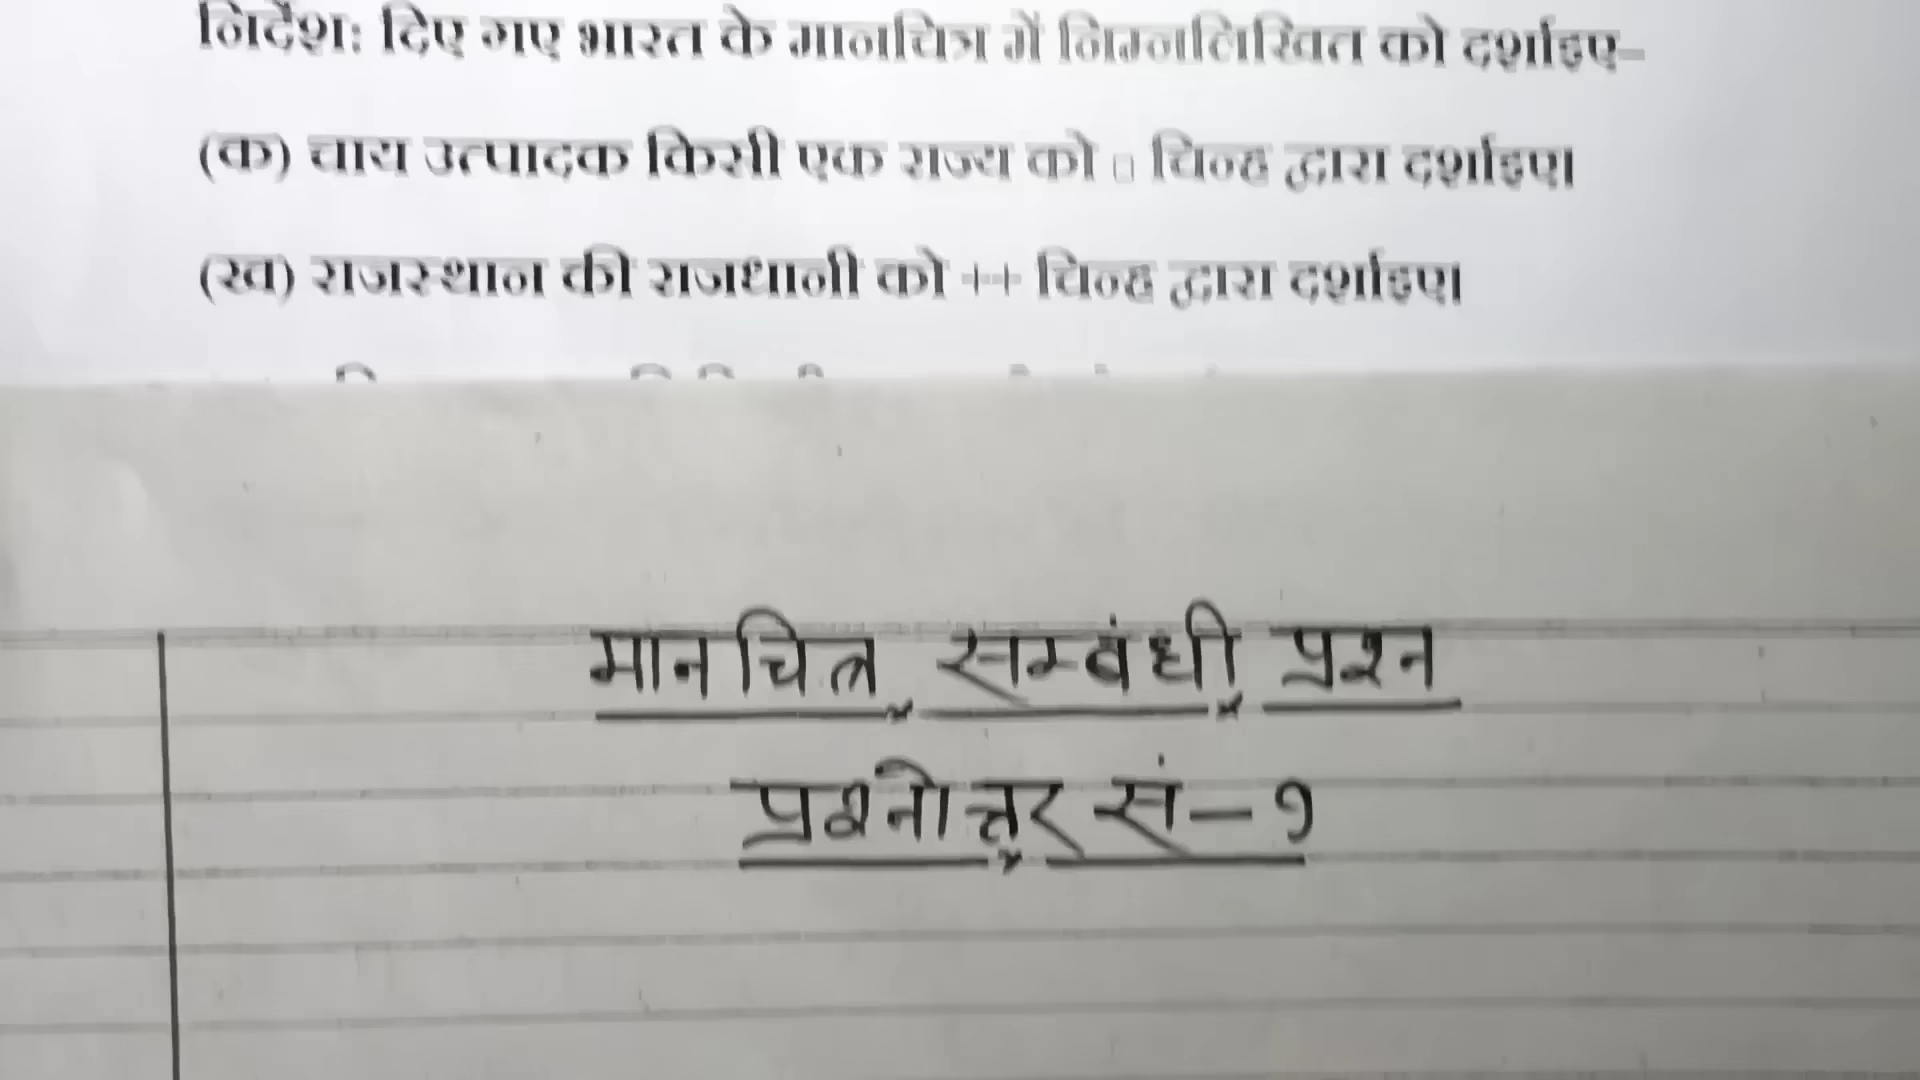 निर्देश: दिए गए भारत के मानचित्र में निम्नलिखित को दर्शाइए–
(क) चाय उत्पादक किसी एक राज्य को ▯ चिन्ह द्वारा दर्शाइए।
(ख) राजस्थान की राजधानी को ++ चिन्ह द्वारा दर्शाइए।
मानचित्र सम्बंधी प्रश्न
प्रश्नोत्तर सं – १